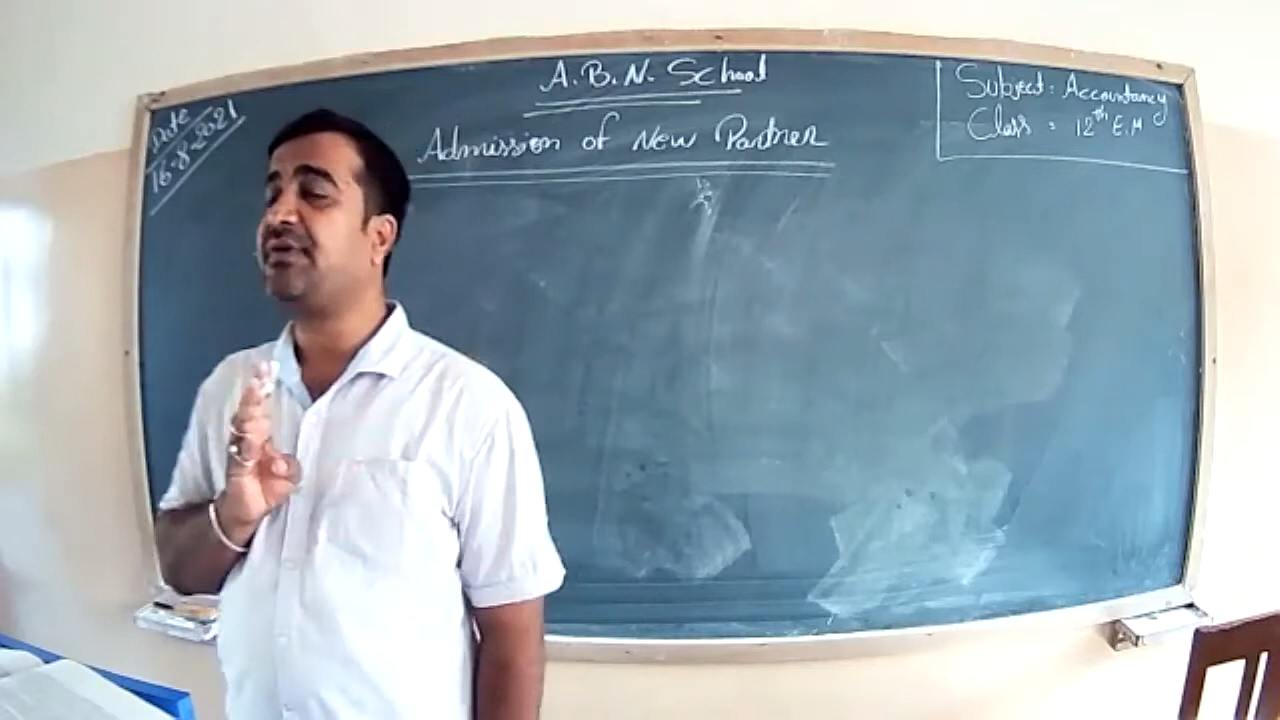 Date
16-8-2021
A.B.N. School
Admission of New Partner
Subject: Accountancy
Class : 12th E.M